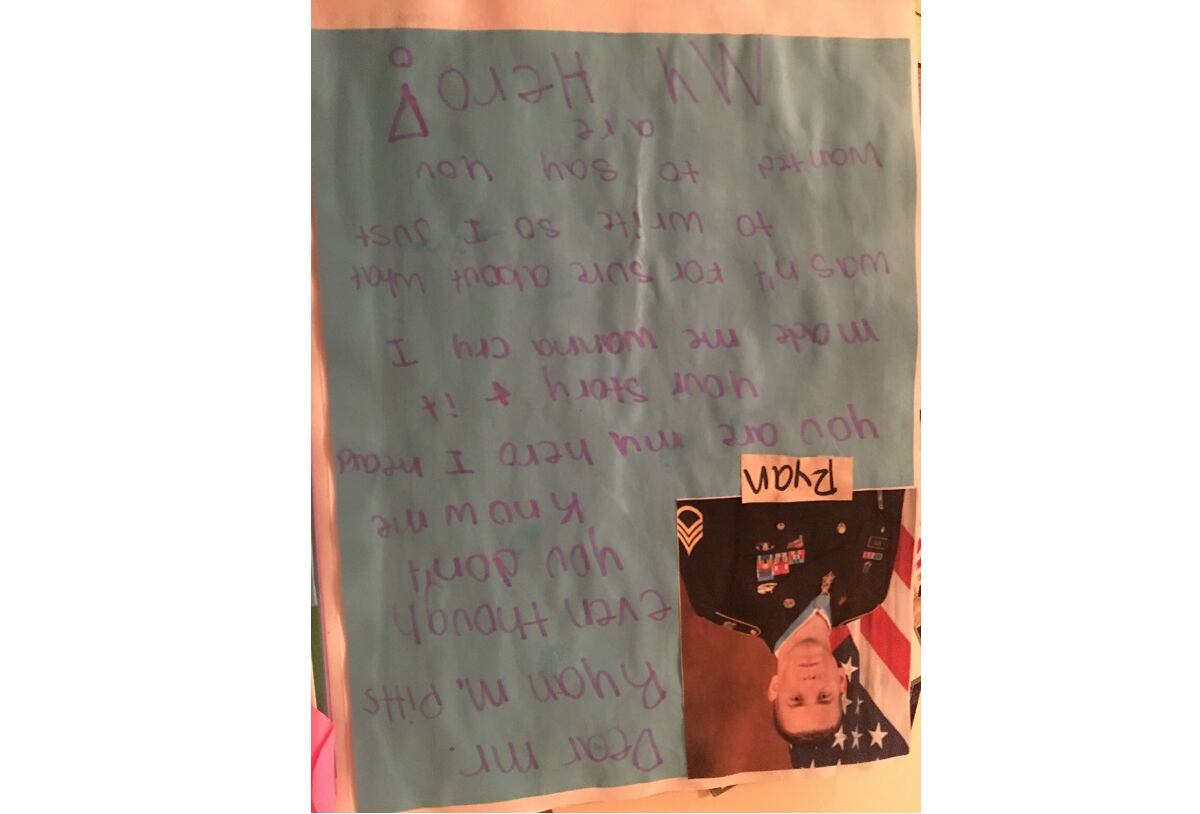 Dear mr.
Ryan M. Pitts
even though
you don't
Know me
Ryan
you are my hero I heard
your story & it
made me wanna cry I
wasn't for sure about what
to write so I Just
wanted to say you
are
My Hero!